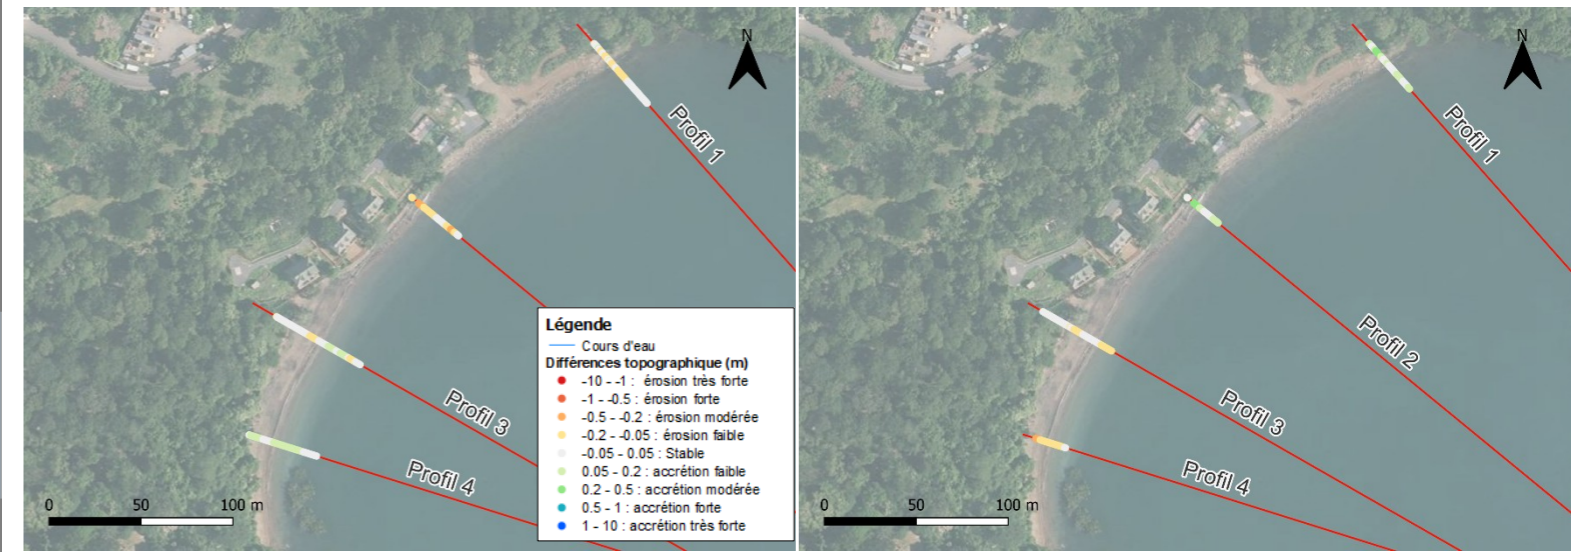 N
Profil 1
Profil 3
Profil 4
0 50 100 m
Légende
Cours d'eau
Différences topographique (m)
-10 - -1 : érosion très forte
-1 - -0.5 : érosion forte
-0.5 - -0.2 : érosion modérée
-0.2 - -0.05 : érosion faible
-0.05 - 0.05 : Stable
0.05 - 0.2 : accrétion faible
0.2 - 0.5 : accrétion modérée
0.5 - 1 : accrétion forte
1 - 10 : accrétion très forte
N
Profil 1
Profil 2
Profil 3
Profil 4
0 50 100 m